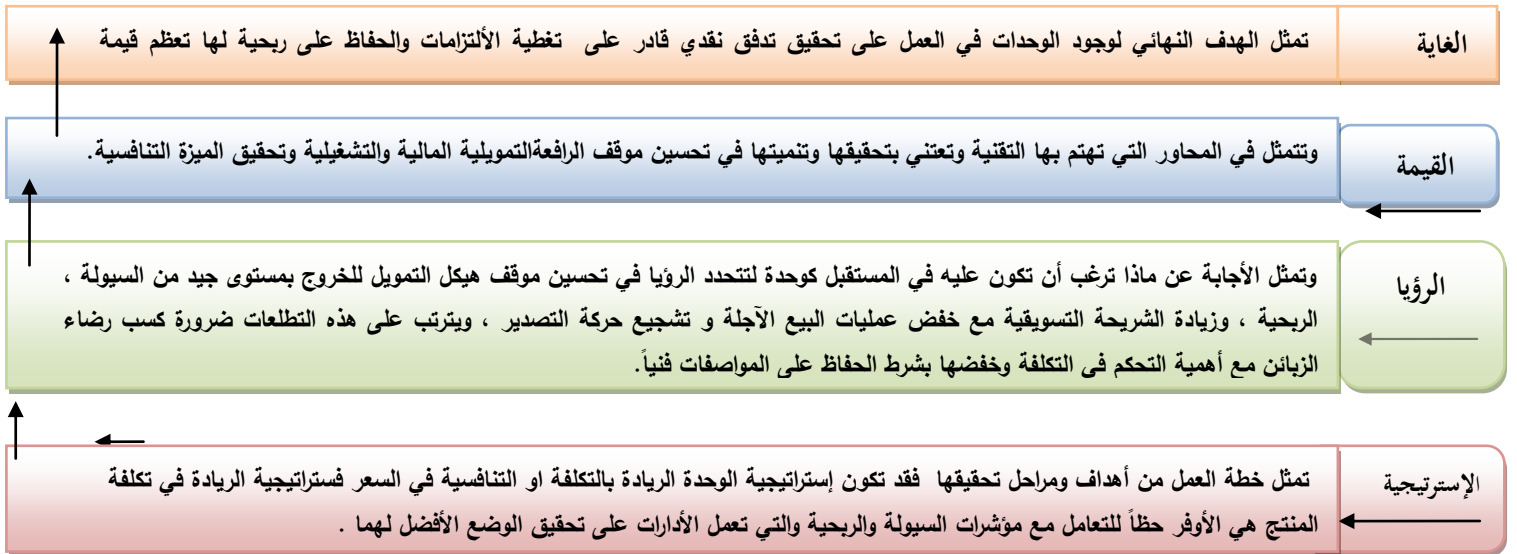 الغاية
تمثل الهدف النهائي لوجود الوحدات في العمل على تحقيق تدفق نقدي قادر على تغطية الألتزامات والحفاظ على ربحية لها تعظم قيمة
القيمة
وتتمثل في المحاور التي تهتم بها التقنية وتعتني بتحقيقها وتنميتها في تحسين موقف الرافعةالتمويلية المالية والتشغيلية وتحقيق الميزة التنافسية.
الرؤيا
وتمثل الأجابة عن ماذا ترغب أن تكون عليه في المستقبل كوحدة لتتحدد الرؤيا في تحسين موقف هيكل التمويل للخروج بمستوى جيد من السيولة ،
الربحية ، وزيادة الشريحة التسويقية مع خفض عمليات البيع الآجلة و تشجيع حركة التصدير ، ويترتب على هذه التطلعات ضرورة كسب رضاء
الزبائن مع أهمية التحكم في التكلفة وخفضها بشرط الحفاظ على المواصفات فنياً.
الإسترتيجية
تمثل خطة العمل من أهداف ومراحل تحقيقها فقد تكون إستراتيجية الوحدة الريادة بالتكلفة او التنافسية في السعر فستراتيجية الريادة في تكلفة
المنتج هي الأوفر حظاً للتعامل مع مؤشرات السيولة والربحية والتي تعمل الأدارات على تحقيق الوضع الأفضل لهما .